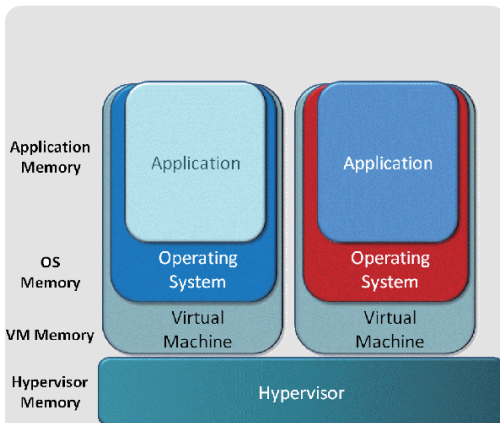 Application
Memory
Application
Application
OS
Memory
Operating
System
Operating
System
VM Memory
Virtual
Machine
Virtual
Machine
Hypervisor
Memory
Hypervisor